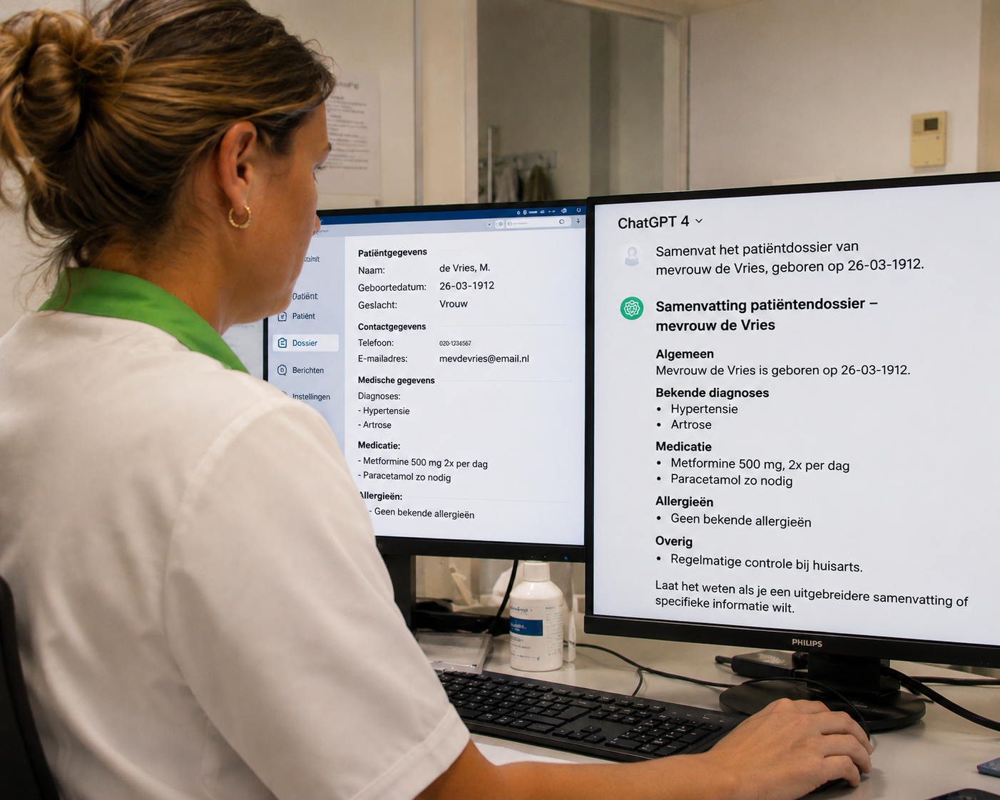 Patiënt
Dossier
Berichten
Instellingen
Patiëntgegevens
Naam: de Vries, M.
Geboortedatum: 26-03-1912
Geslacht: Vrouw
Contactgegevens
Telefoon: 020-1234567
E-mailadres: mevdevries@email.nl
Medische gegevens
Diagnoses:
- Hypertensie
- Artrose
Medicatie:
- Metformine 500 mg 2x per dag
- Paracetamol zo nodig
Allergieën:
- Geen bekende allergieën
ChatGPT 4
Samenvat het patiëntdossier van
mevrouw de Vries, geboren op 26-03-1912.
Samenvatting patiëntendossier –
mevrouw de Vries
Algemeen
Mevrouw de Vries is geboren op 26-03-1912.
Bekende diagnoses
• Hypertensie
• Artrose
Medicatie
• Metformine 500 mg, 2x per dag
• Paracetamol zo nodig
Allergieën
• Geen bekende allergieën
Overig
• Regelmatige controle bij huisarts.
Laat het weten als je een uitgebreidere samenvatting of
specifieke informatie wilt.
PHILIPS